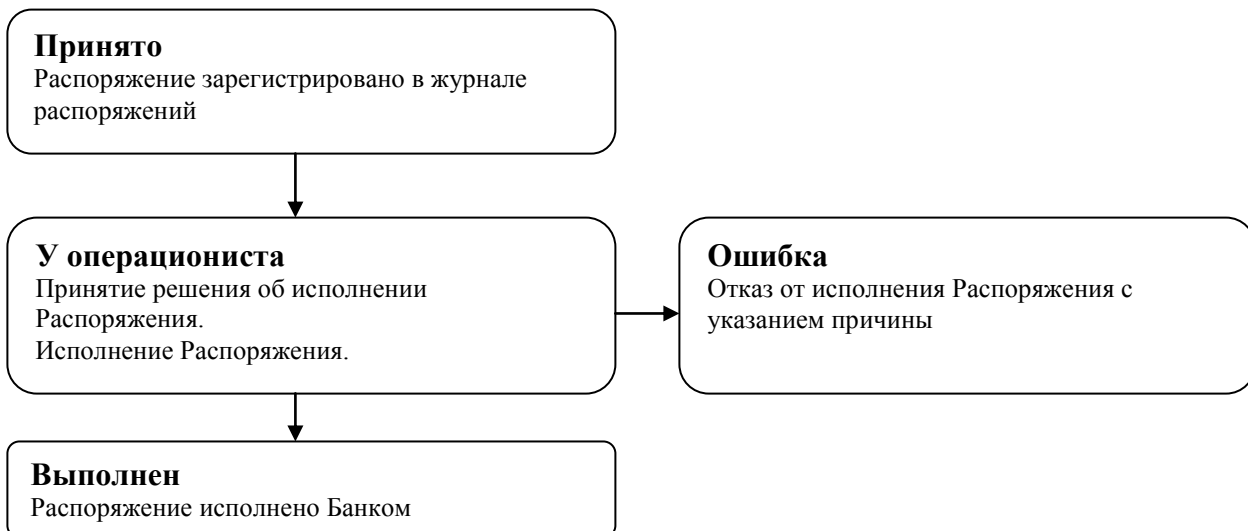 Принято
Распоряжение зарегистрировано в журнале
распоряжений
У операциониста
Принятие решения об исполнении
Распоряжения.
Исполнение Распоряжения.
Ошибка
Отказ от исполнения Распоряжения с
указанием причины
Выполнен
Распоряжение исполнено Банком